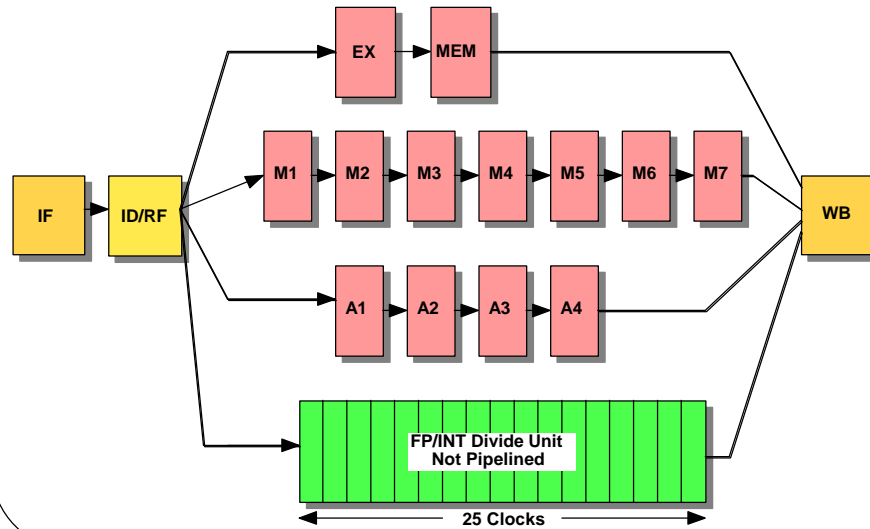 EX
MEM
M1
M2
M3
M4
M5
M6
M7
IF
ID/RF
WB
A1
A2
A3
A4
FP/INT Divide Unit
Not Pipelined
25 Clocks